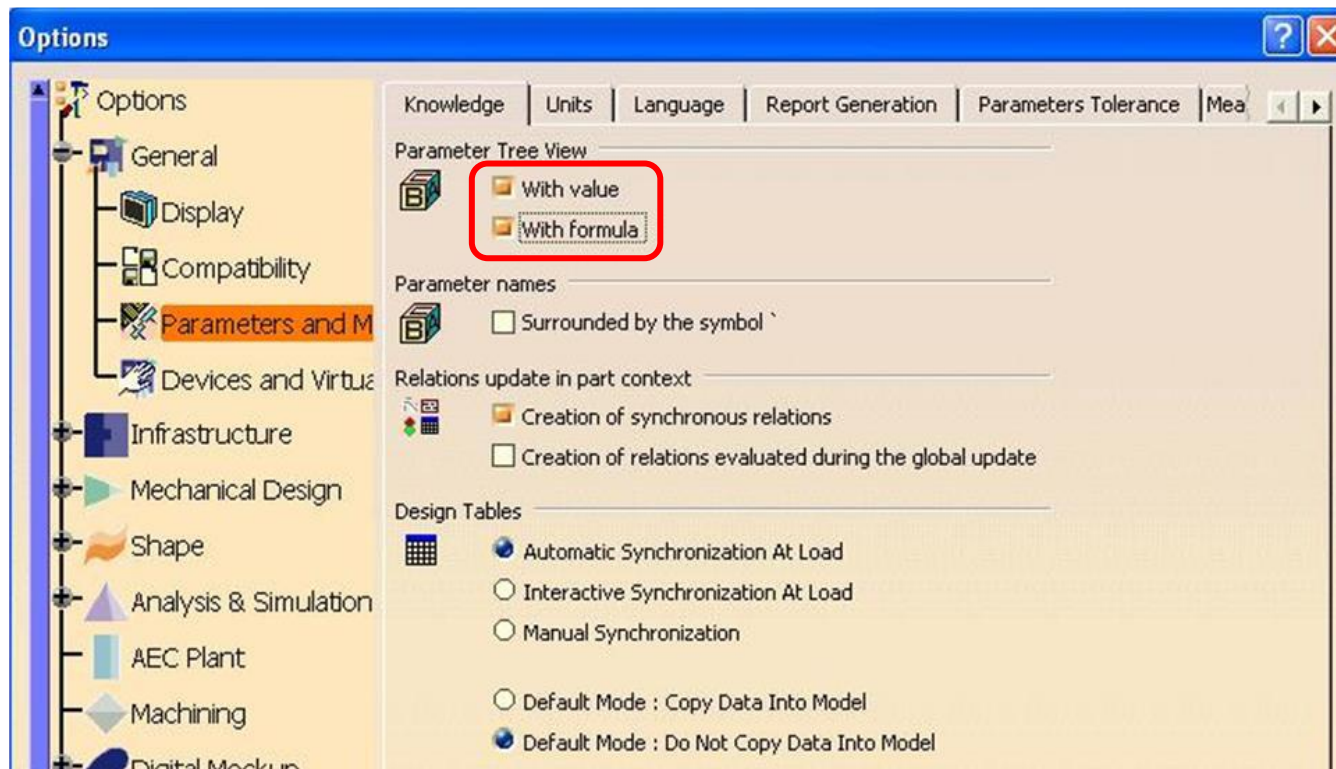 Options
Options
General
Display
Compatibility
Parameters and M
Devices and Virtua
Infrastructure
Mechanical Design
Shape
Analysis & Simulation
AEC Plant
Machining
Digital Mockup
Knowledge Units Language Report Generation Parameters Tolerance Mea
Parameter Tree View
With value
With formula
Parameter names
Surrounded by the symbol `
Relations update in part context
Creation of synchronous relations
Creation of relations evaluated during the global update
Design Tables
Automatic Synchronization At Load
Interactive Synchronization At Load
Manual Synchronization
Default Mode : Copy Data Into Model
Default Mode : Do Not Copy Data Into Model